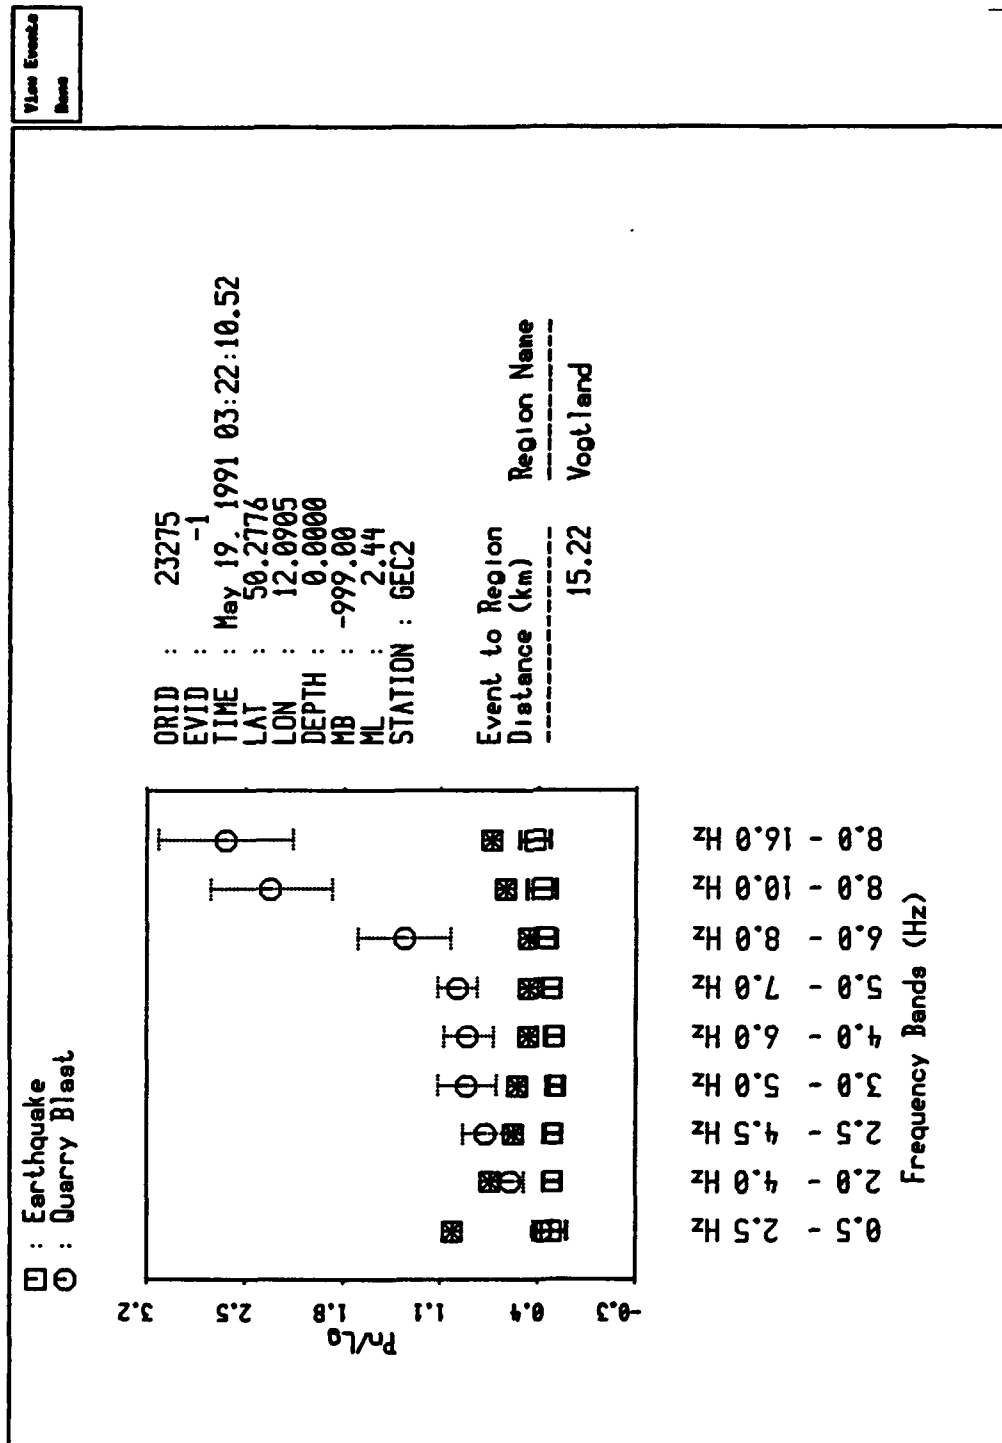 View Events
Done
: Earthquake
: Quarry Blast
ORID : 23275
EVID : -1
TIME : May 19, 1991 03:22:10.52
LAT : 50.2776
LON : 12.0905
DEPTH : 0.0000
MB : -999.00
ML : 2.44
STATION : GEC2
Event to Region Region Name
Distance (km)
--------------- -----------
15.22 Vogtland
Pn/Lg
3.2
2.5
1.8
1.1
0.4
-0.3
0.5 - 2.5 Hz
2.0 - 4.0 Hz
2.5 - 4.5 Hz
3.0 - 5.0 Hz
4.0 - 6.0 Hz
5.0 - 7.0 Hz
6.0 - 8.0 Hz
8.0 - 10.0 Hz
8.0 - 16.0 Hz
Frequency Bands (Hz)